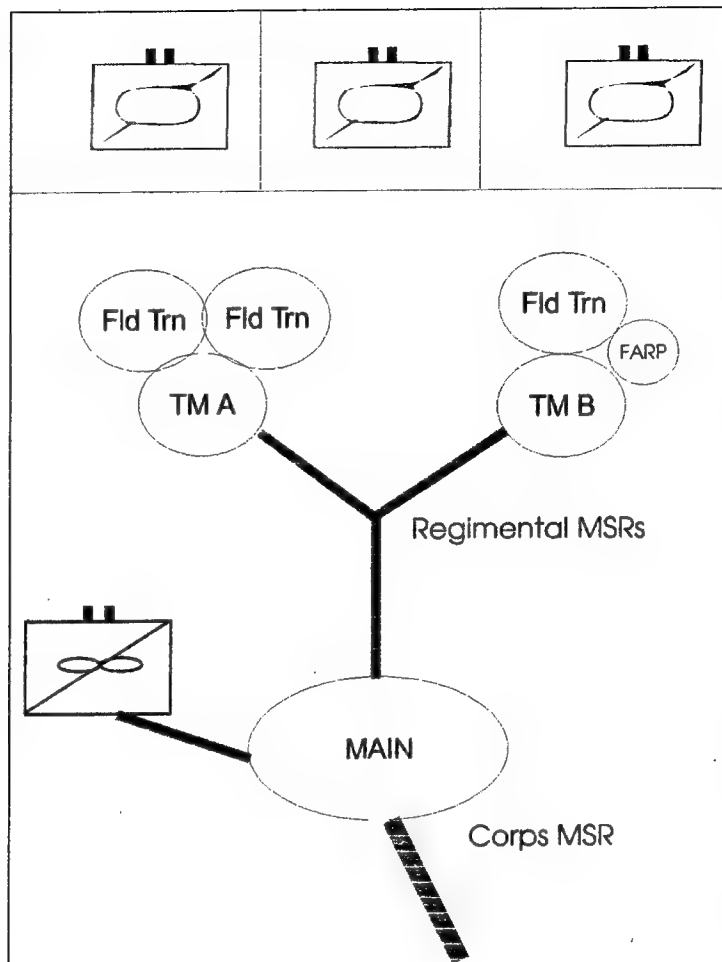 Fld Trn
Fld Trn
Fld Trn
FARP
TM A
TM B
Regimental MSRs
MAIN
Corps MSR